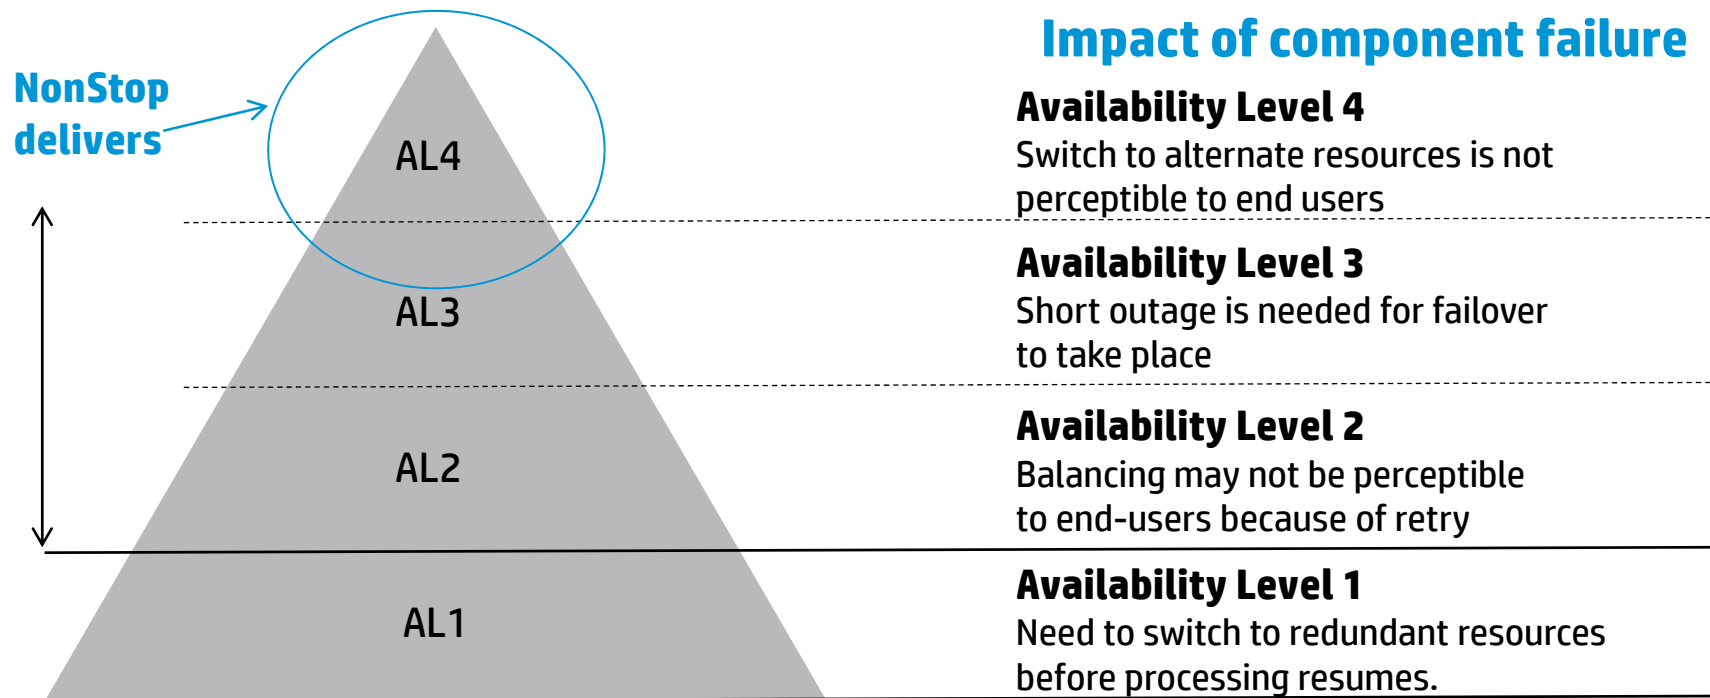 Impact of component failure
NonStop
delivers
AL4
Availability Level 4
Switch to alternate resources is not
perceptible to end users
AL3
Availability Level 3
Short outage is needed for failover
to take place
AL2
Availability Level 2
Balancing may not be perceptible
to end-users because of retry
AL1
Availability Level 1
Need to switch to redundant resources
before processing resumes.